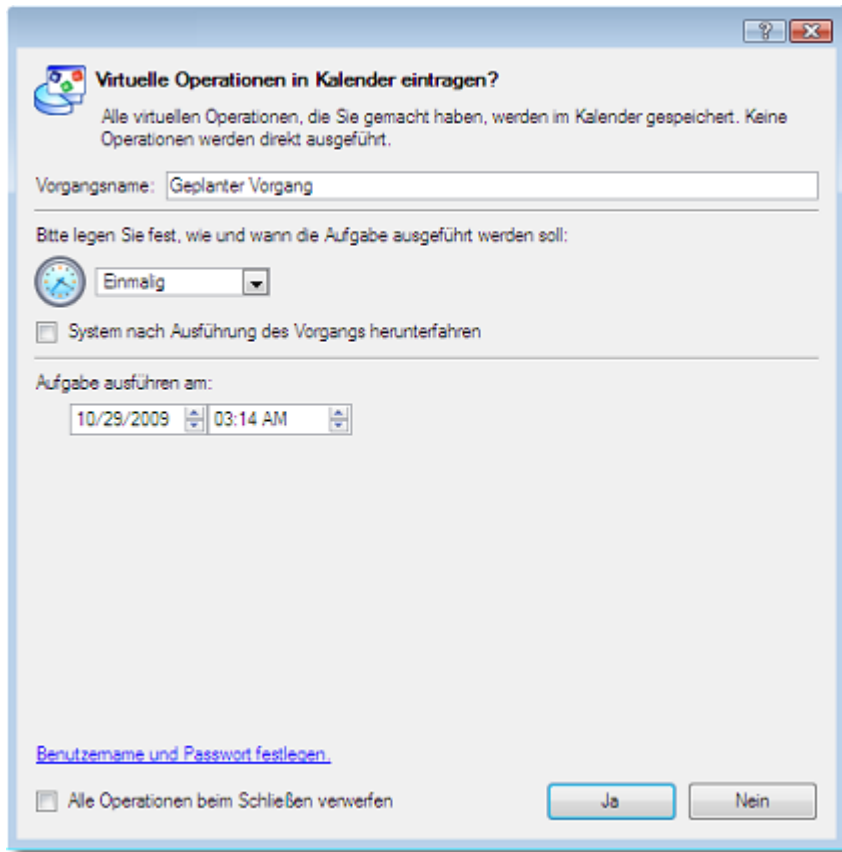 Virtuelle Operationen in Kalender eintragen?
Alle virtuellen Operationen, die Sie gemacht haben, werden im Kalender gespeichert. Keine
Operationen werden direkt ausgeführt.
Vorgangsname: Geplanter Vorgang
Bitte legen Sie fest, wie und wann die Aufgabe ausgeführt werden soll:
Einmalig
System nach Ausführung des Vorgangs herunterfahren
Aufgabe ausführen am:
10/29/2009 03:14 AM
Benutzername und Passwort festlegen.
Alle Operationen beim Schließen verwerfen
Ja Nein